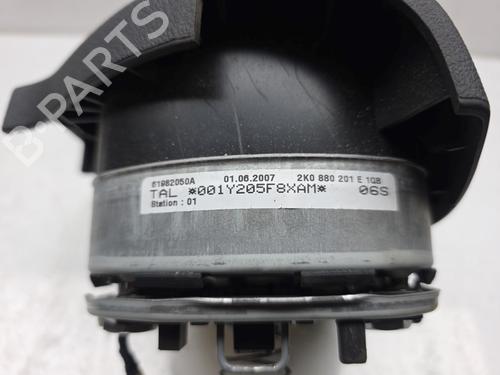 B-PARTS
61982050A 01.06.2007 2K0 880 201 E 1QB
TAL *001Y205F8XAM* 06S
Station : 01